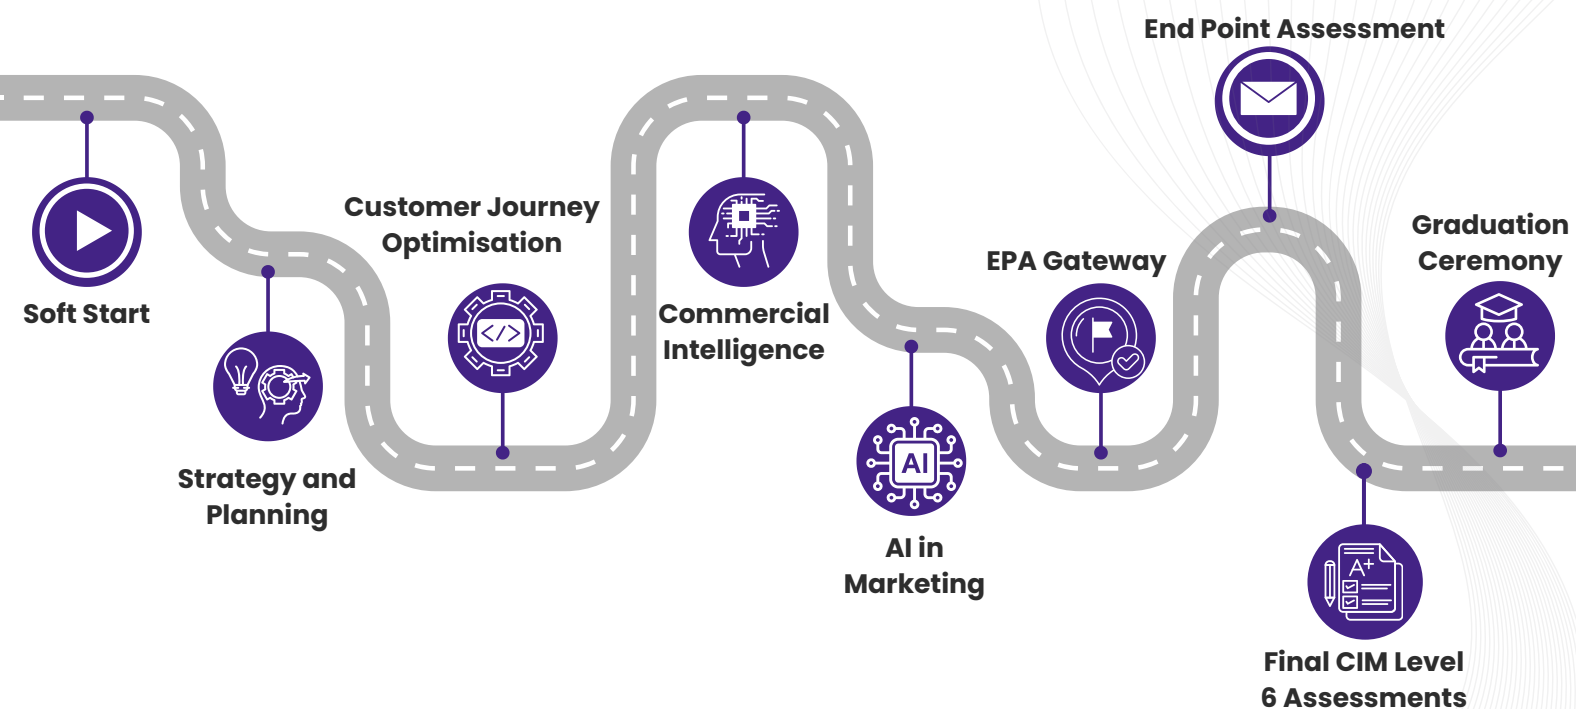 Soft Start
Strategy and
Planning
Customer Journey
Optimisation
</>
Commercial
Intelligence
AI
AI in
Marketing
EPA Gateway
End Point Assessment
A+
Final CIM Level
6 Assessments
Graduation
Ceremony